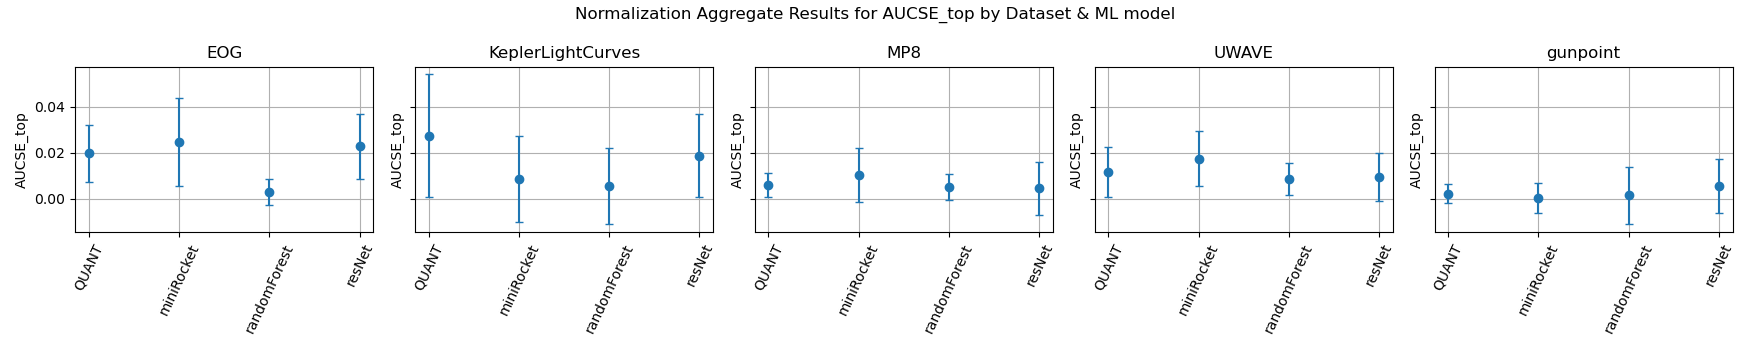 Normalization Aggregate Results for AUCSE_top by Dataset & ML model
EOG
AUCSE_top
0.04
0.02
0.00
QUANT
miniRocket
randomForest
resNet
KeplerLightCurves
AUCSE_top
QUANT
miniRocket
randomForest
resNet
MP8
AUCSE_top
QUANT
miniRocket
randomForest
resNet
UWAVE
AUCSE_top
QUANT
miniRocket
randomForest
resNet
gunpoint
AUCSE_top
QUANT
miniRocket
randomForest
resNet